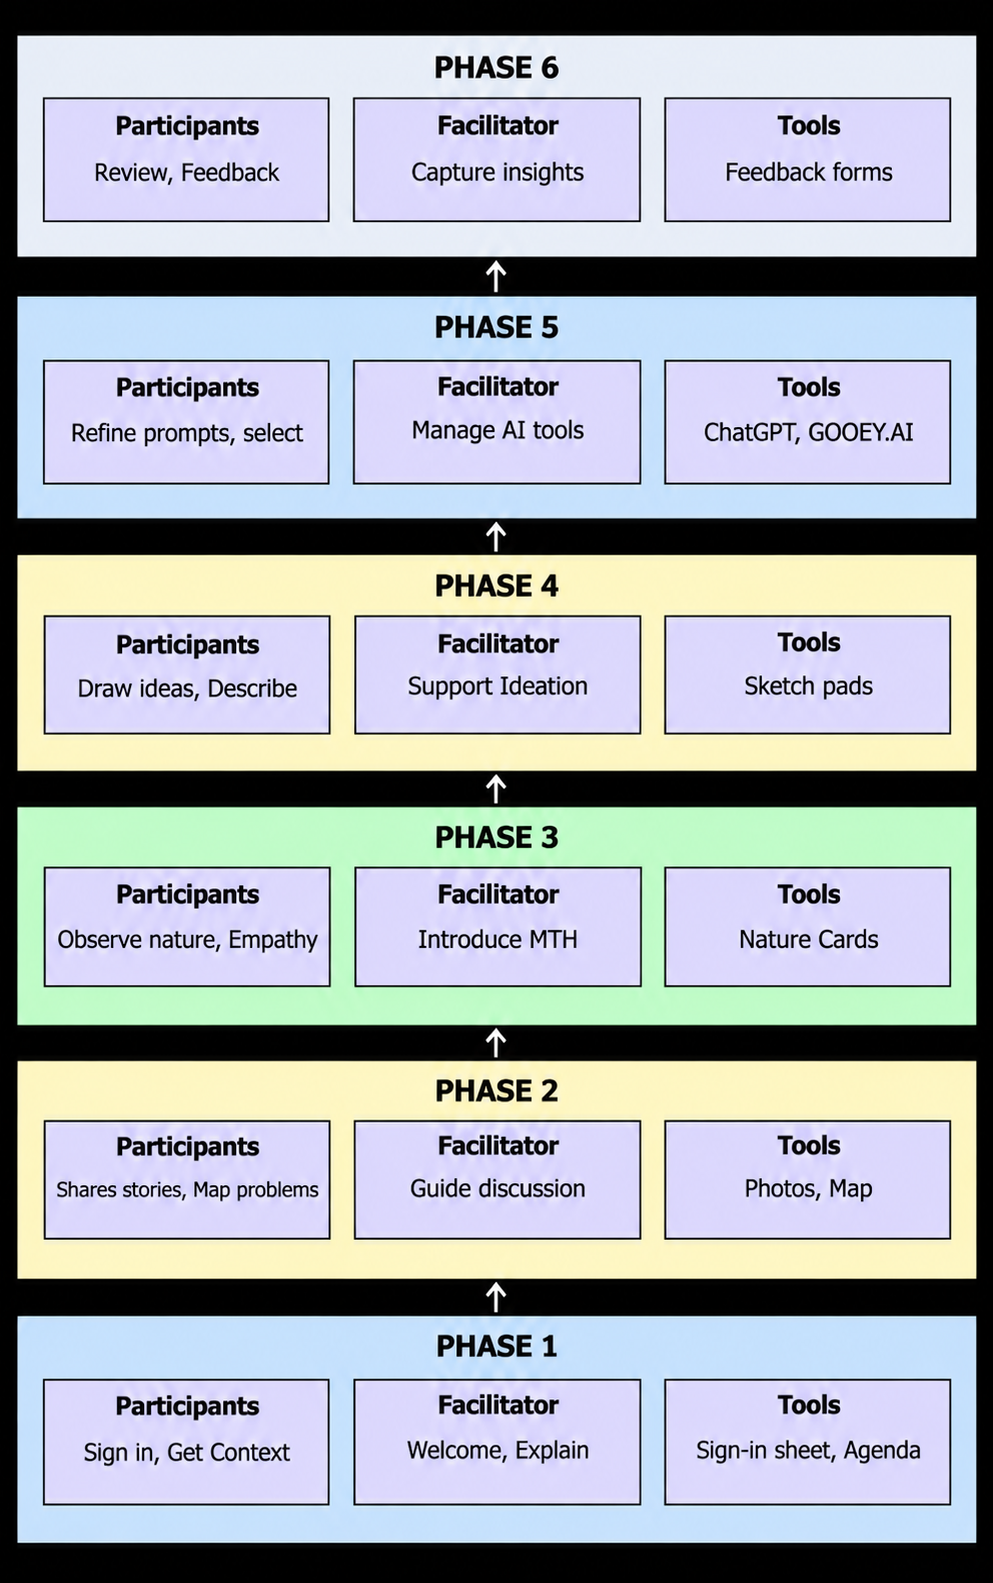 PHASE 6
Participants
Review, Feedback
Facilitator
Capture insights
Tools
Feedback forms
PHASE 5
Participants
Refine prompts, select
Facilitator
Manage AI tools
Tools
ChatGPT, GOOEY.AI
PHASE 4
Participants
Draw ideas, Describe
Facilitator
Support Ideation
Tools
Sketch pads
PHASE 3
Participants
Observe nature, Empathy
Facilitator
Introduce MTH
Tools
Nature Cards
PHASE 2
Participants
Shares stories, Map problems
Facilitator
Guide discussion
Tools
Photos, Map
PHASE 1
Participants
Sign in, Get Context
Facilitator
Welcome, Explain
Tools
Sign-in sheet, Agenda